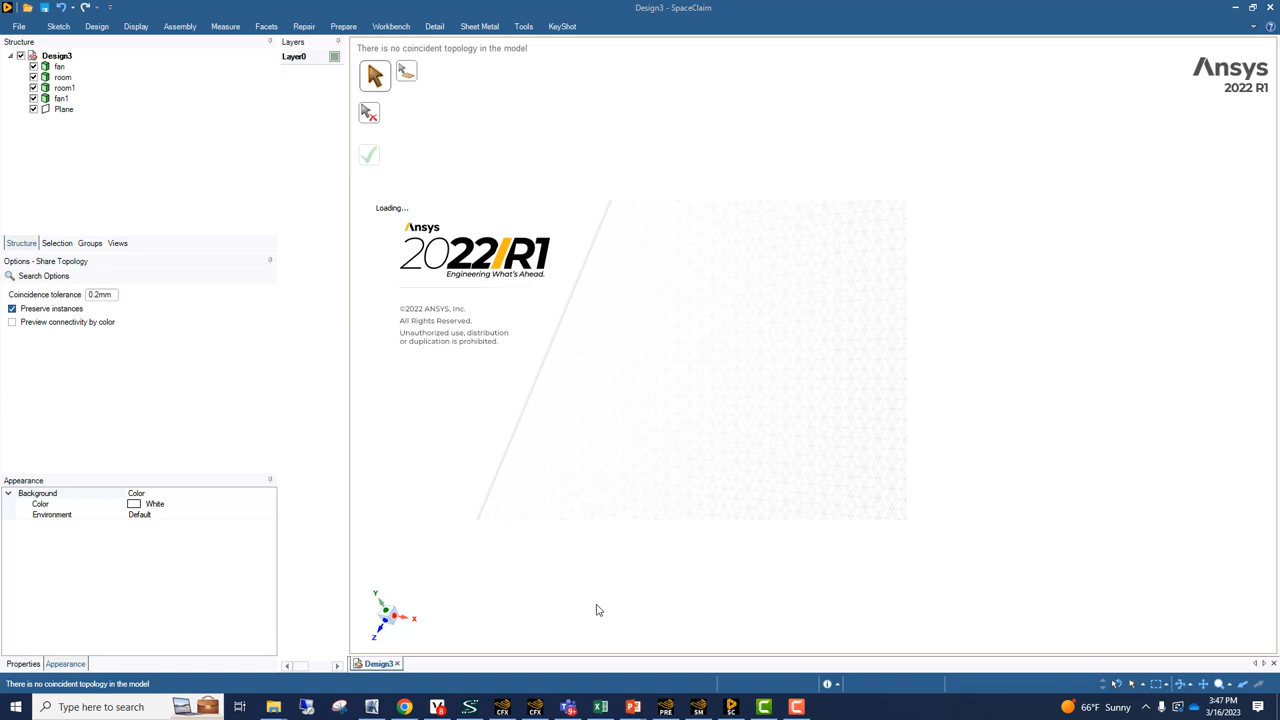 Design3 - SpaceClaim
File Sketch Design Display Assembly Measure Facets Repair Prepare Workbench Detail Sheet Metal Tools KeyShot
Structure
Layers
There is no coincident topology in the model
Design3
Layer0
fan
room
room1
fan1
Plane
Ansys
2022 R1
Loading...
Ansys
2022 R1
Engineering What's Ahead.
©2022 ANSYS, Inc.
All Rights Reserved.
Unauthorized use, distribution
or duplication is prohibited.
Structure Selection Groups Views
Options - Share Topology
Search Options
Coincidence tolerance 0.2mm
Preserve instances
Preview connectivity by color
Appearance
Background Color
Color White
Environment Default
Y
X
Z
Properties Appearance
Design3
There is no coincident topology in the model
Type here to search
CFX
CFX
PRE
SM
SC
66°F Sunny
3:47 PM
3/16/2023